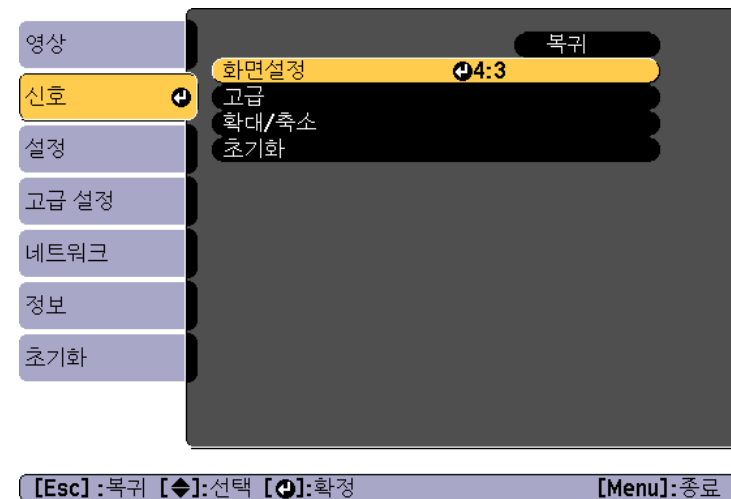 영상
신호
설정
고급 설정
네트워크
정보
초기화
복귀
화면설정 4:3
고급
확대/축소
초기화
[Esc] :복귀 [◆]:선택 [⏎]:확정 [Menu]:종료